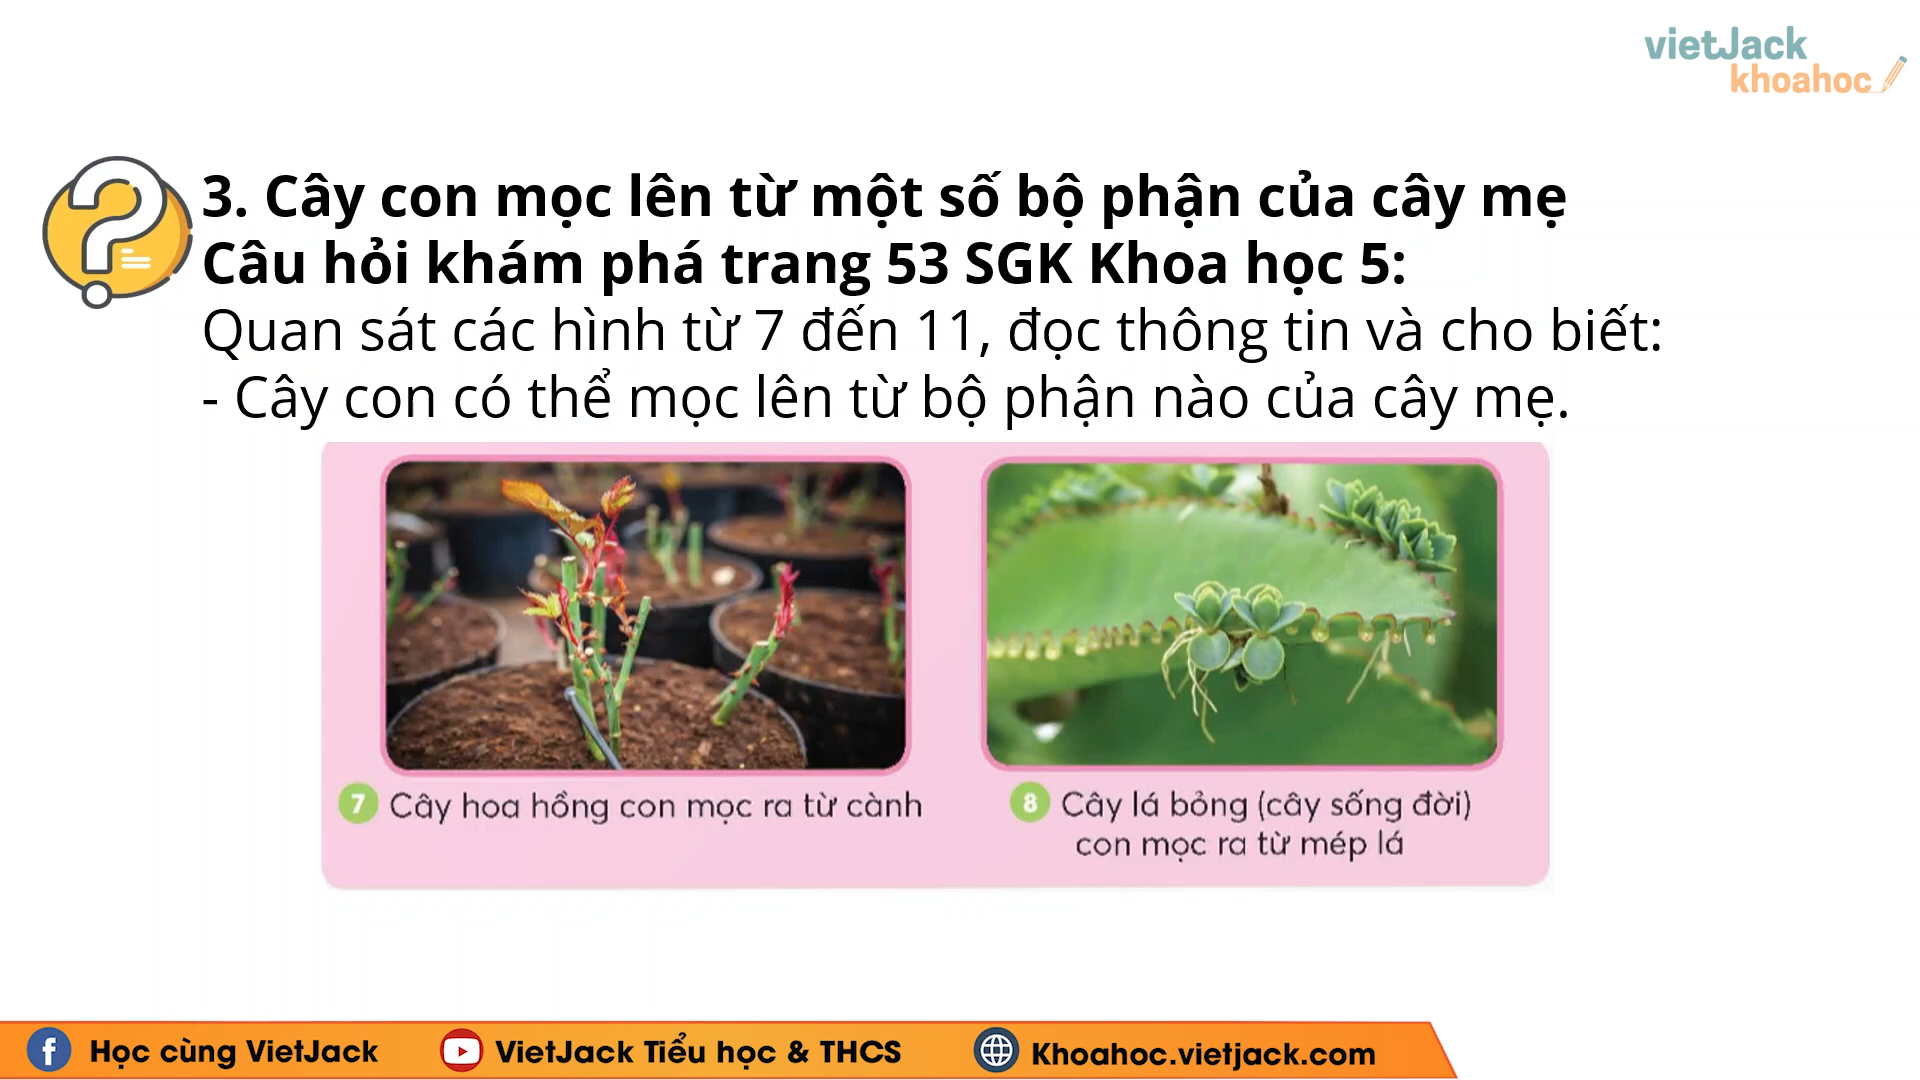 vietJack
khoahoc
3. Cây con mọc lên từ một số bộ phận của cây mẹ
Câu hỏi khám phá trang 53 SGK Khoa học 5:
Quan sát các hình từ 7 đến 11, đọc thông tin và cho biết:
- Cây con có thể mọc lên từ bộ phận nào của cây mẹ.
7 Cây hoa hồng con mọc ra từ cành
8 Cây lá bỏng (cây sống đời)
con mọc ra từ mép lá
Học cùng VietJack
VietJack Tiểu học & THCS
Khoahoc.vietjack.com